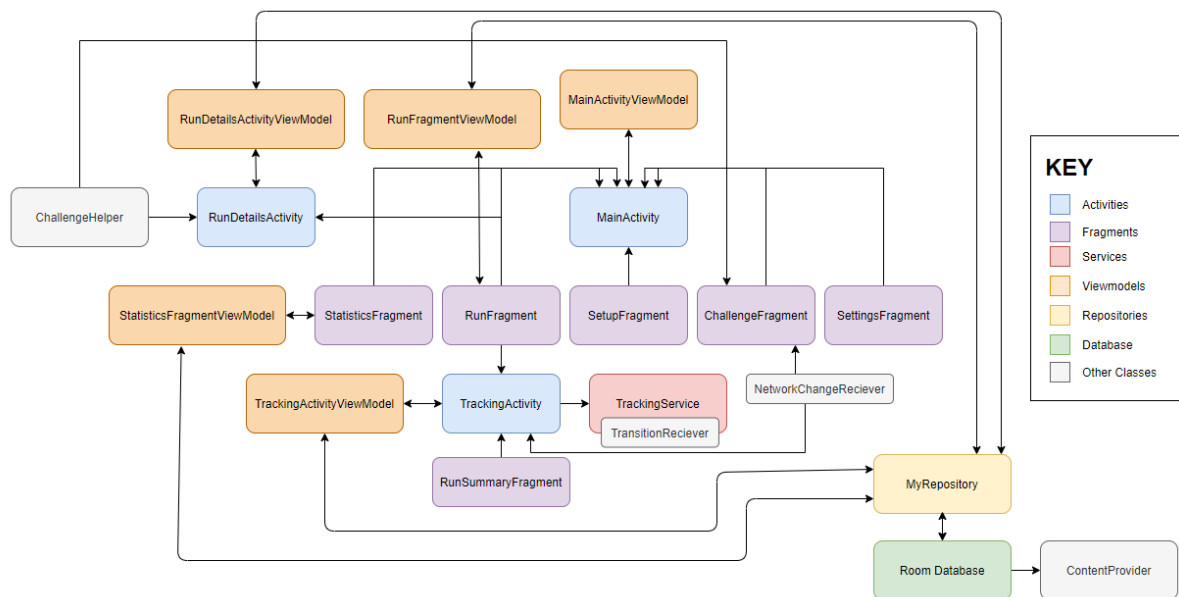 MainActivityViewModel
RunDetailsActivityViewModel
RunFragmentViewModel
KEY
Activities
Fragments
Services
Viewmodels
Repositories
Database
Other Classes
ChallengeHelper
RunDetailsActivity
MainActivity
StatisticsFragmentViewModel
StatisticsFragment
RunFragment
SetupFragment
ChallengeFragment
SettingsFragment
NetworkChangeReciever
TrackingActivityViewModel
TrackingActivity
TrackingService
TransitionReciever
RunSummaryFragment
MyRepository
Room Database
ContentProvider